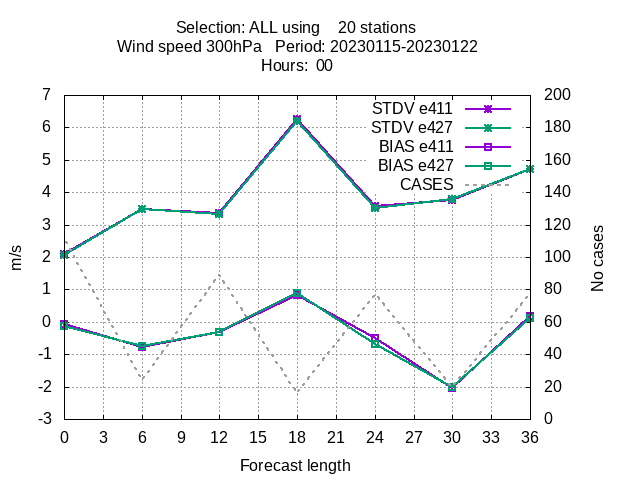 Selection: ALL using    20 stations
Wind speed 300hPa   Period: 20230115-20230122
Hours:  00
7 200
6 180
5 160
4 140
3 120
2 100
1 80
0 60
-1 40
-2 20
-3 0
STDV e411
STDV e427
BIAS e411
BIAS e427
CASES
m/s
No cases
0 3 6 9 12 15 18 21 24 27 30 33 36
Forecast length